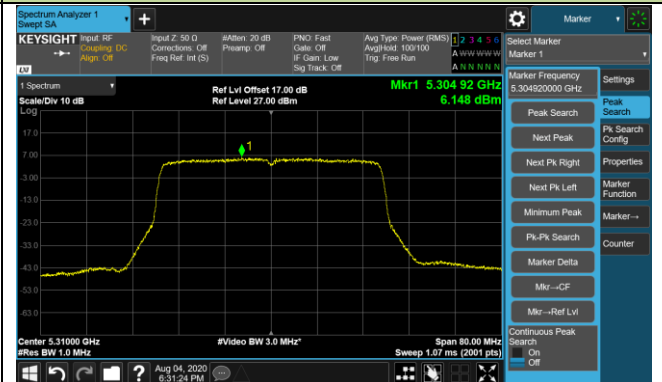 Spectrum Analyzer 1
Swept SA
Marker
KEYSIGHT
Input: RF
Coupling: DC
Align: Off
Input Z: 50 Ω
Corrections: Off
Freq Ref: Int (S)
#Atten: 20 dB
Preamp: Off
PNO: Fast
Gate: Off
IF Gain: Low
Sig Track: Off
Avg Type: Power (RMS)
Avg|Hold: 100/100
Trig: Free Run
1 2 3 4 5 6
A W W W W W
A N N N N N
LXI
Select Marker
Marker 1
1 Spectrum
Scale/Div 10 dB
Log
Ref Lvl Offset 17.00 dB
Ref Level 27.00 dBm
Mkr1 5.304 92 GHz
6.148 dBm
Marker Frequency
5.304920000 GHz
Settings
Peak Search
Peak
Search
Next Peak
Pk Search
Config
Next Pk Right
Properties
Next Pk Left
Marker
Function
Minimum Peak
Marker→
Pk-Pk Search
Counter
Marker Delta
Mkr→CF
Mkr→Ref Lvl
Continuous Peak
Search
On
Off
17.0
7.00
-3.00
-13.0
-23.0
-33.0
-43.0
-53.0
-63.0
1
Center 5.31000 GHz
#Res BW 1.0 MHz
#Video BW 3.0 MHz*
Span 80.00 MHz
Sweep 1.07 ms (2001 pts)
?
Aug 04, 2020
6:31:24 PM